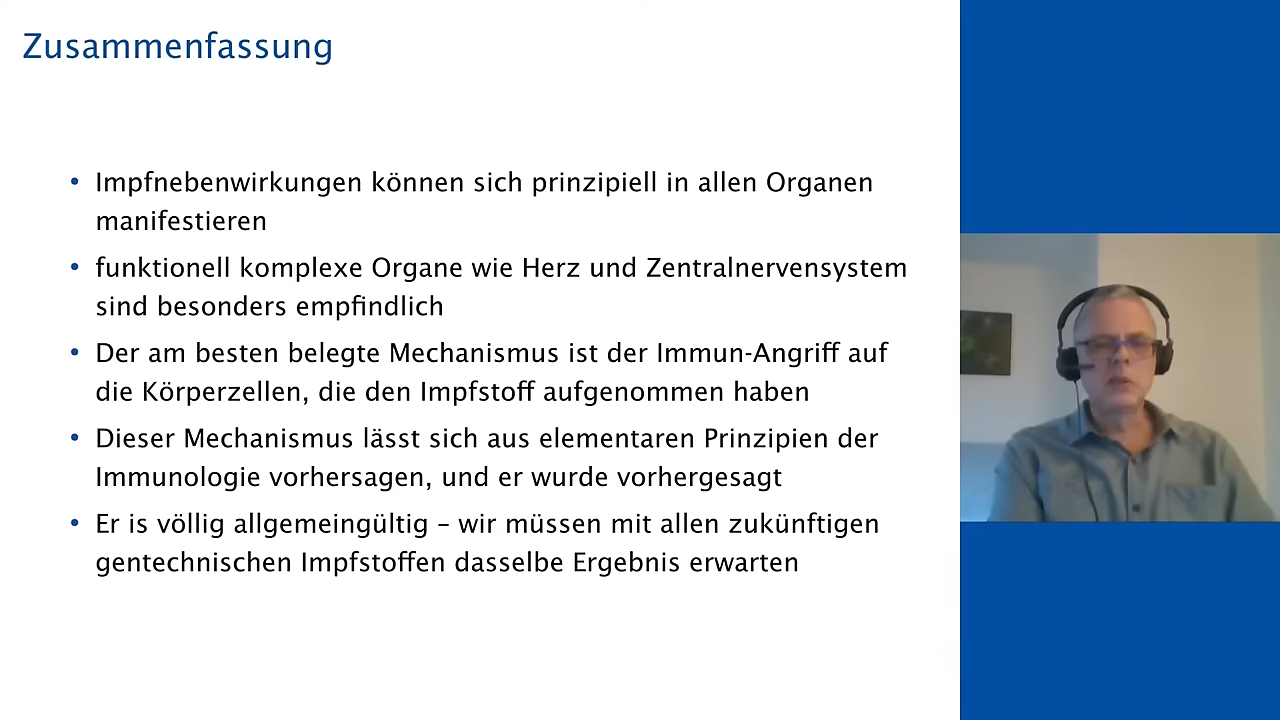 Zusammenfassung
• Impfnebenwirkungen können sich prinzipiell in allen Organen
manifestieren
• funktionell komplexe Organe wie Herz und Zentralnervensystem
sind besonders empfindlich
• Der am besten belegte Mechanismus ist der Immun-Angriff auf
die Körperzellen, die den Impfstoff aufgenommen haben
• Dieser Mechanismus lässt sich aus elementaren Prinzipien der
Immunologie vorhersagen, und er wurde vorhergesagt
• Er is völlig allgemeingültig – wir müssen mit allen zukünftigen
gentechnischen Impfstoffen dasselbe Ergebnis erwarten